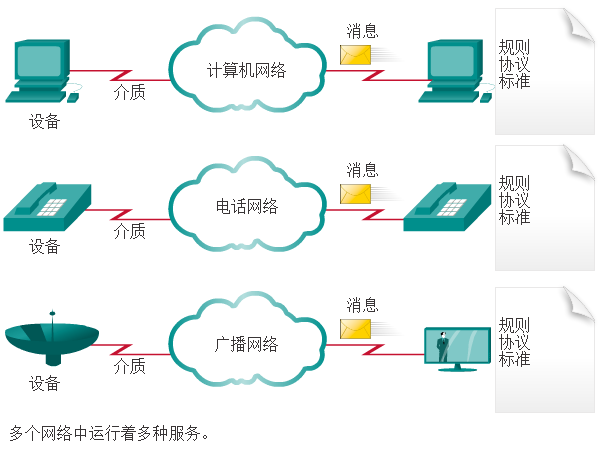 消息
规则
协议
标准
计算机网络
介质
设备
消息
规则
协议
标准
电话网络
介质
设备
消息
规则
协议
标准
广播网络
介质
设备
多个网络中运行着多种服务。